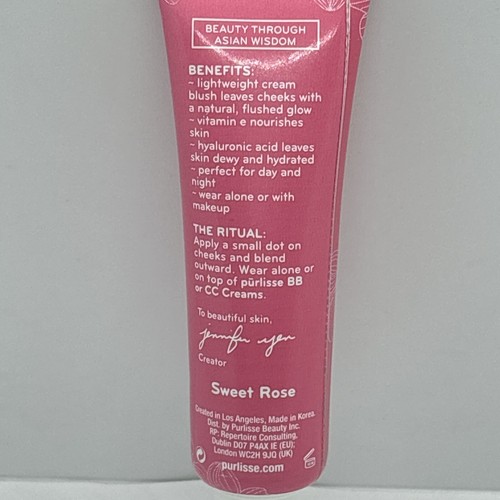 BEAUTY THROUGH
ASIAN WISDOM
BENEFITS:
~ lightweight cream
blush leaves cheeks with
a natural, flushed glow
~ vitamin e nourishes
skin
~ hyaluronic acid leaves
skin dewy and hydrated
~ perfect for day and
night
~ wear alone or with
makeup
THE RITUAL:
Apply a small dot on
cheeks and blend
outward. Wear alone or
on top of pürlisse BB
or CC Creams.
To beautiful skin,
jennifer yen
Creator
Sweet Rose
Created in Los Angeles, Made in Korea.
Dist. by Purlisse Beauty Inc.
RP: Repertoire Consulting,
Dublin D07 P4AX IE (EU);
London WC2H 9JQ (UK)
purlisse.com